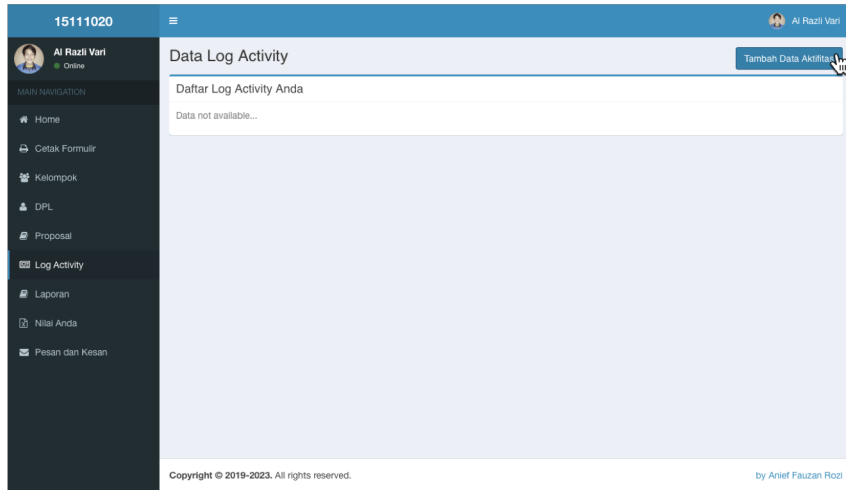 15111020
Al Razli Vari
Al Razli Vari
Online
MAIN NAVIGATION
Home
Cetak Formulir
Kelompok
DPL
Proposal
Log Activity
Laporan
Nilai Anda
Pesan dan Kesan
Data Log Activity
Tambah Data Aktifitas
Daftar Log Activity Anda
Data not available...
Copyright © 2019-2023. All rights reserved.
by Anief Fauzan Rozi